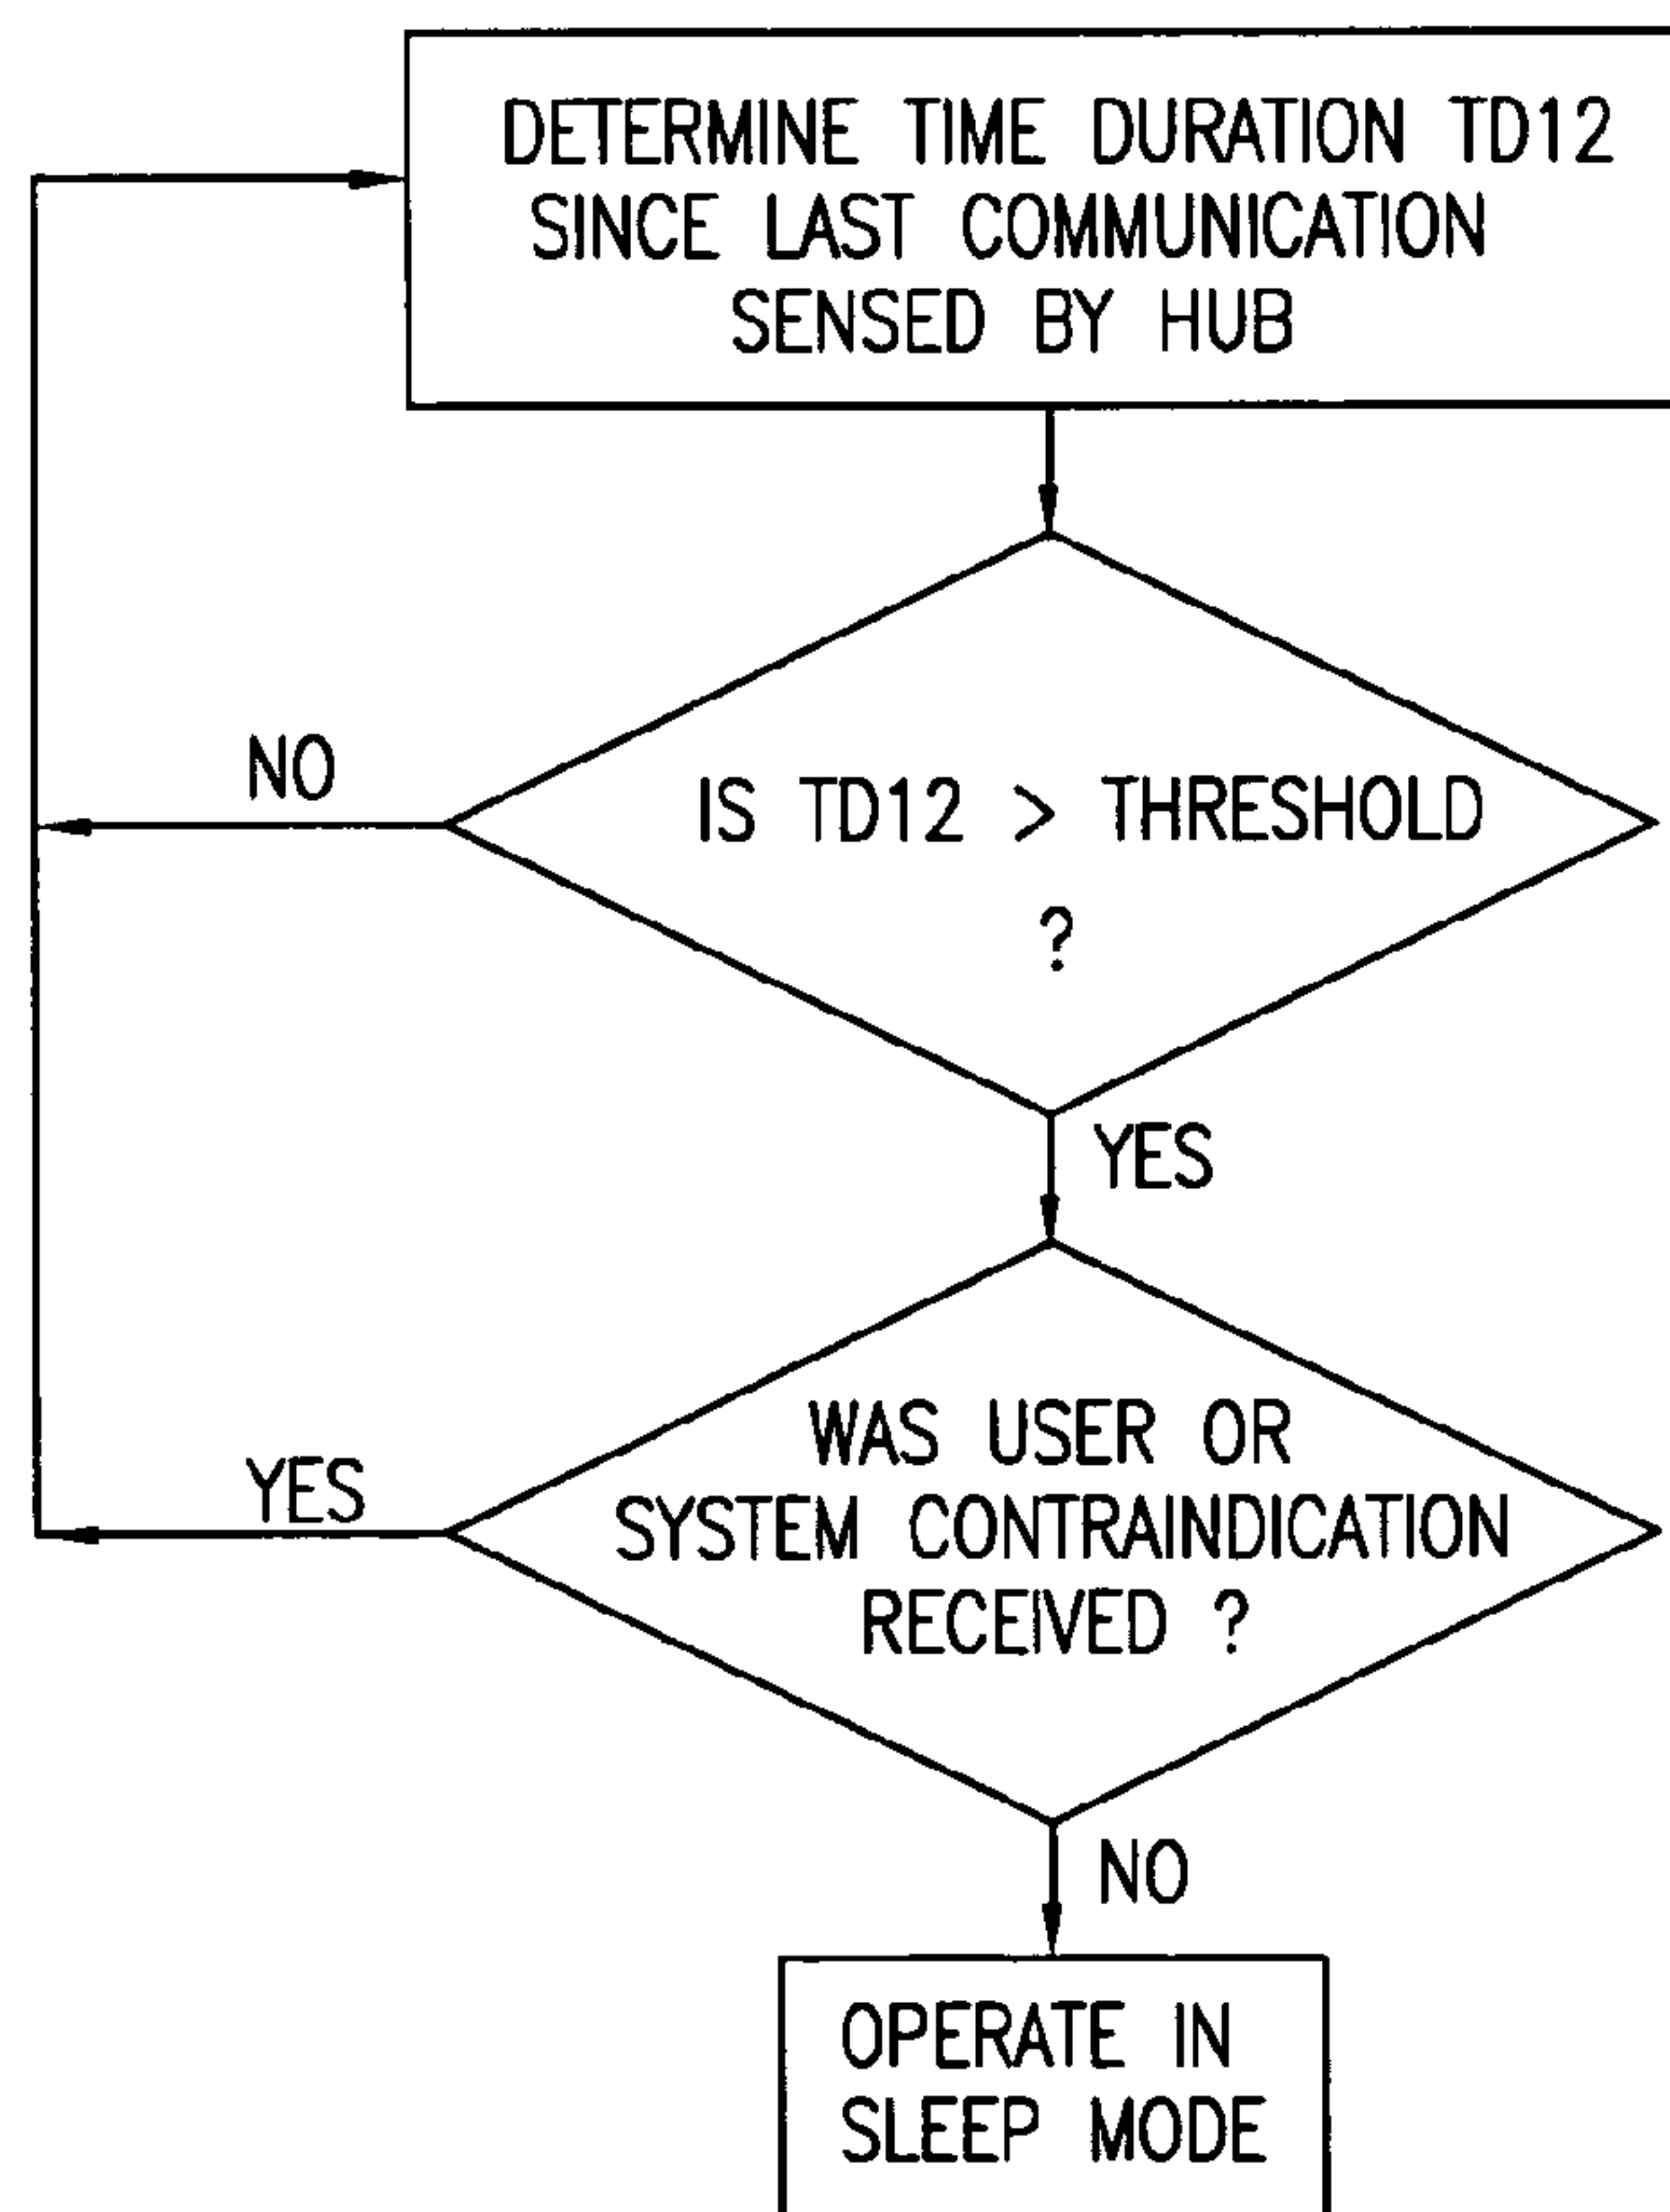 DETERMINE TIME DURATION TD12
SINCE LAST COMMUNICATION
SENSED BY HUB
NO
IS TD12 > THRESHOLD
?
YES
WAS USER OR
YES
SYSTEM CONTRAINDICATION
RECEIVED ?
NO
OPERATE IN
SLEEP MODE